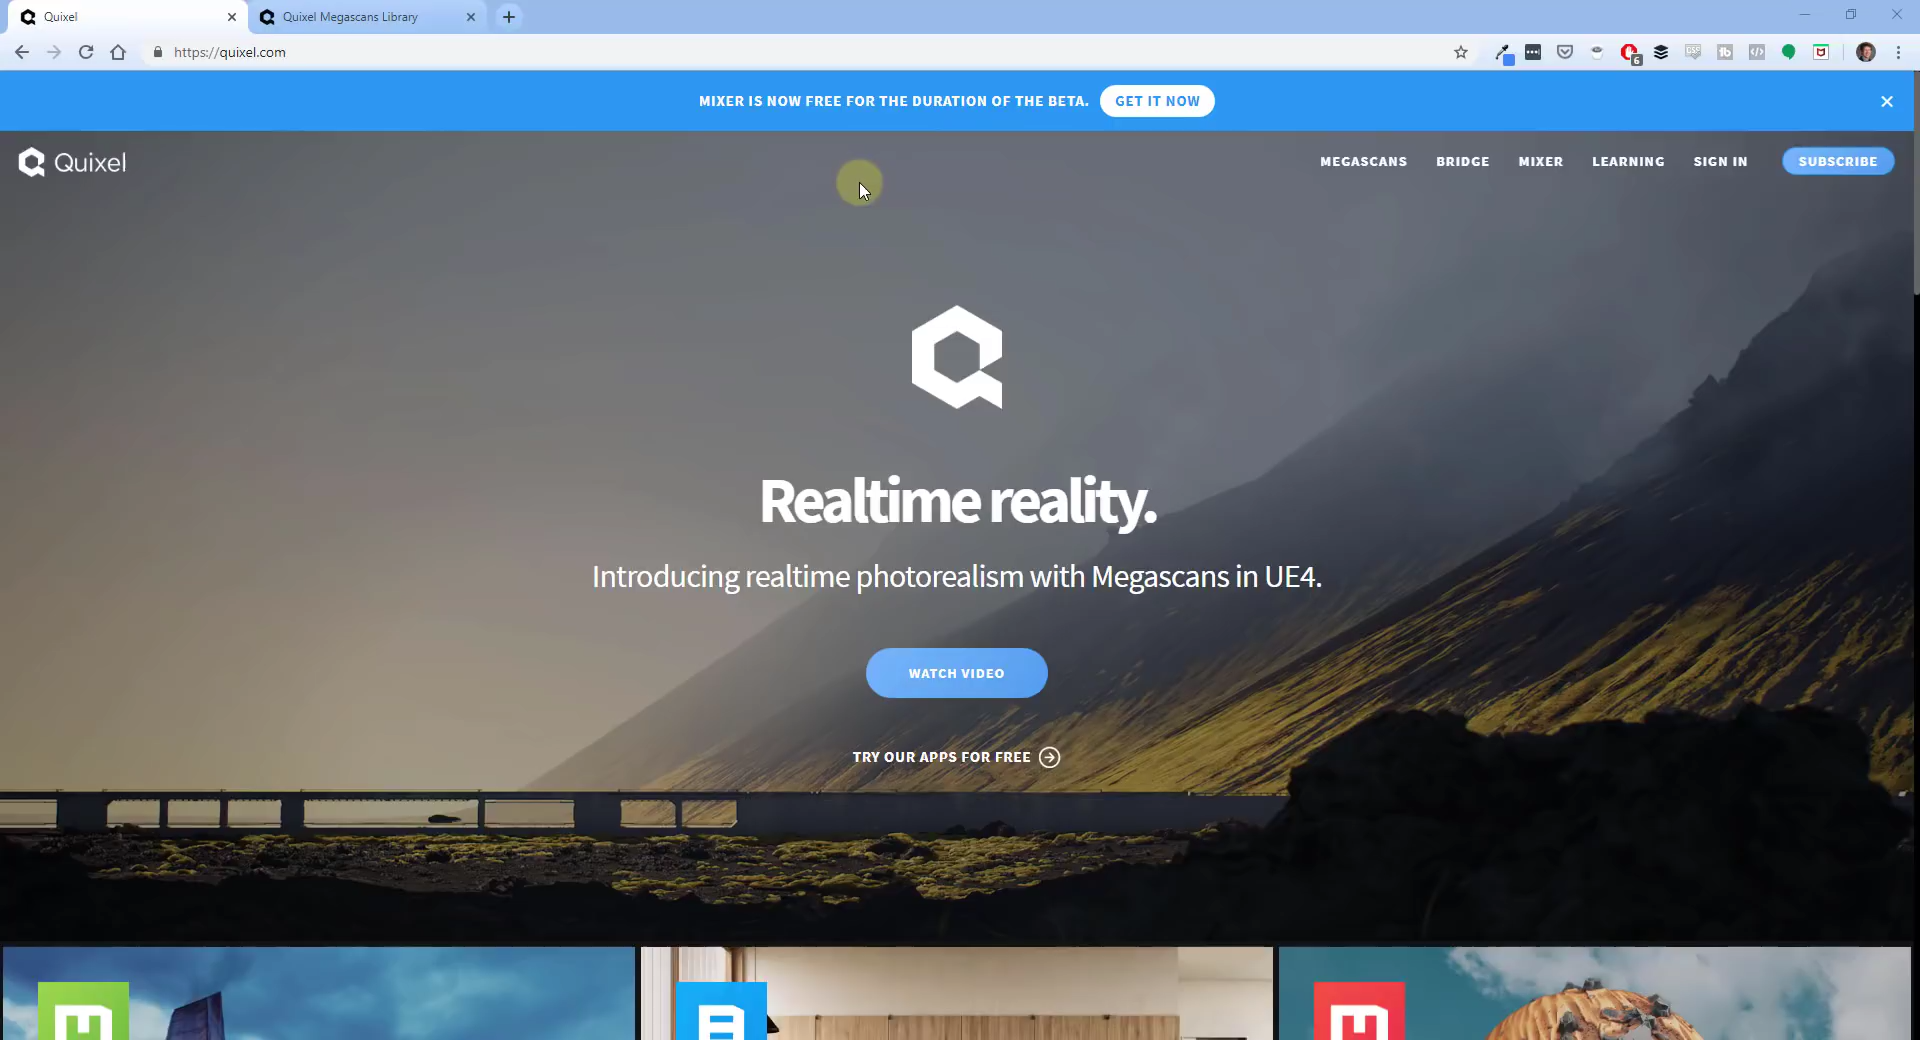 Quixel
Quixel Megascans Library
https://quixel.com
6
MIXER IS NOW FREE FOR THE DURATION OF THE BETA.
GET IT NOW
Quixel
MEGASCANS
BRIDGE
MIXER
LEARNING
SIGN IN
SUBSCRIBE
Realtime reality.
Introducing realtime photorealism with Megascans in UE4.
WATCH VIDEO
TRY OUR APPS FOR FREE